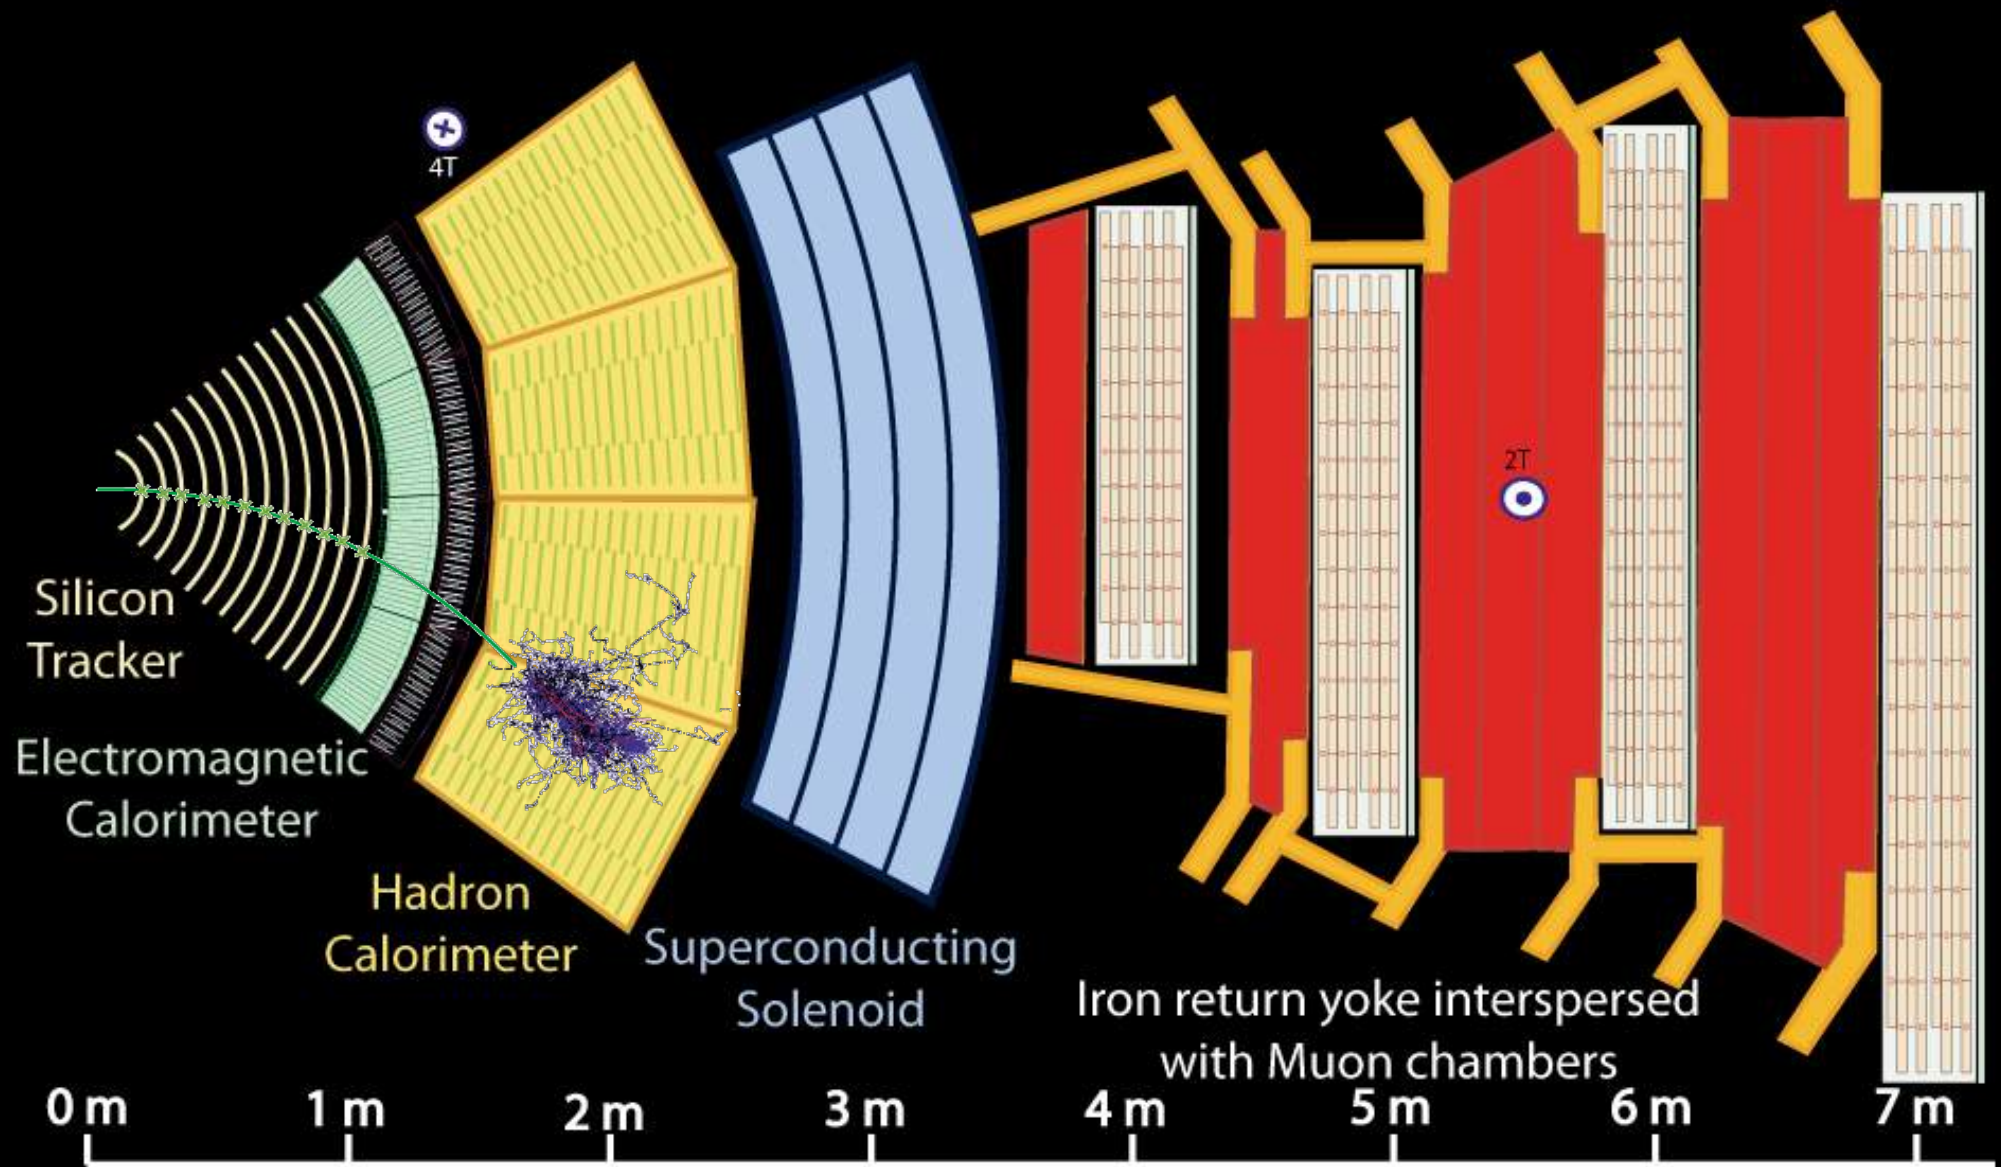 4T
2T
Silicon
Tracker
Electromagnetic
Calorimeter
Hadron
Calorimeter
Superconducting
Solenoid
Iron return yoke interspersed
with Muon chambers
0 m 1 m 2 m 3 m 4 m 5 m 6 m 7 m